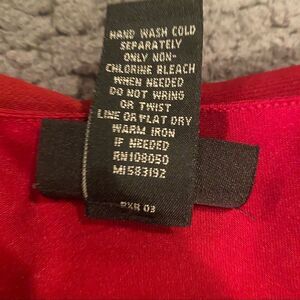 HAND WASH COLD
SEPARATELY
ONLY NON-
CHLORINE BLEACH
WHEN NEEDED
DO NOT WRING
OR TWIST
LINE OR FLAT DRY
WARM IRON
IF NEEDED
RN108050
MI583192
03